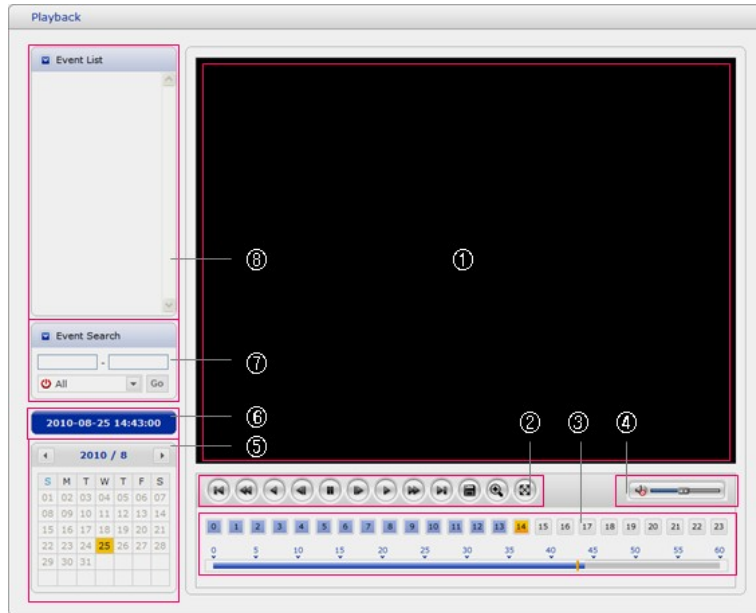 Playback
Event List
⑧
①
Event Search
-
⑦
All
Go
2010-08-25 14:43:00
⑥
②
③
④
⑤
2010 / 8
S M T W T F S
01 02 03 04 05 06 07
08 09 10 11 12 13 14
15 16 17 18 19 20 21
22 23 24 25 26 27 28
29 30 31
0 1 2 3 4 5 6 7 8 9 10 11 12 13 14 15 16 17 18 19 20 21 22 23
0 5 10 15 20 25 30 35 40 45 50 55 60